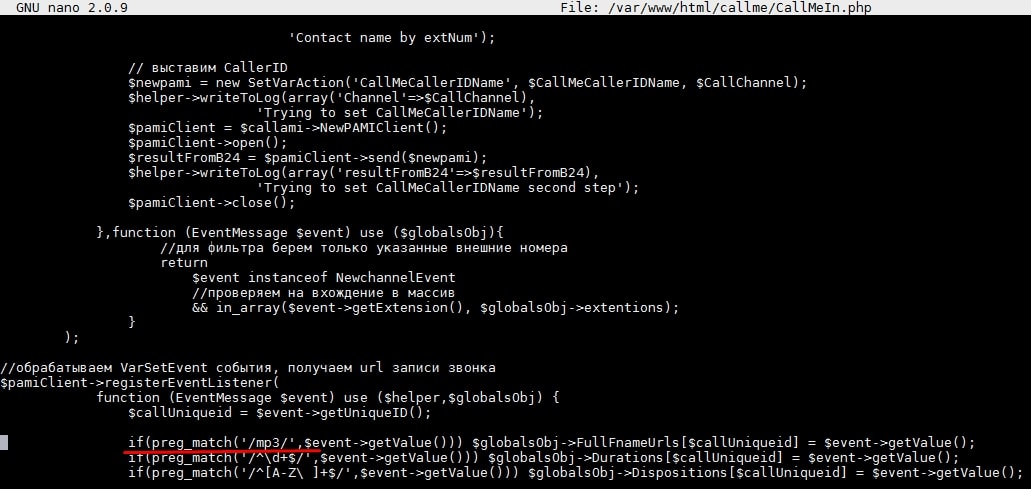 GNU nano 2.0.9 File: /var/www/html/callme/CallMeIn.php
'Contact name by extNum');
// выставим CallerID
$newpami = new SetVarAction('CallMeCallerIDName', $CallMeCallerIDName, $CallChannel);
$helper->writeToLog(array('Channel'=>$CallChannel),
'Trying to set CallMeCallerIDName');
$pamiClient = $callami->NewPAMIClient();
$pamiClient->open();
$resultFromB24 = $pamiClient->send($newpami);
$helper->writeToLog(array('resultFromB24'=>$resultFromB24),
'Trying to set CallMeCallerIDName second step');
$pamiClient->close();
},function (EventMessage $event) use ($globalsObj){
//для фильтра берем только указанные внешние номера
return
$event instanceof NewchannelEvent
//проверяем на вхождение в массив
&& in_array($event->getExtension(), $globalsObj->extentions);
}
);
//обрабатываем VarSetEvent события, получаем url записи звонка
$pamiClient->registerEventListener(
function (EventMessage $event) use ($helper,$globalsObj) {
$callUniqueid = $event->getUniqueID();
if(preg_match('/mp3/',$event->getValue())) $globalsObj->FullFnameUrls[$callUniqueid] = $event->getValue();
if(preg_match('/^\d+$/',$event->getValue())) $globalsObj->Durations[$callUniqueid] = $event->getValue();
if(preg_match('/^[A-Z\ ]+$/',$event->getValue())) $globalsObj->Dispositions[$callUniqueid] = $event->getValue();